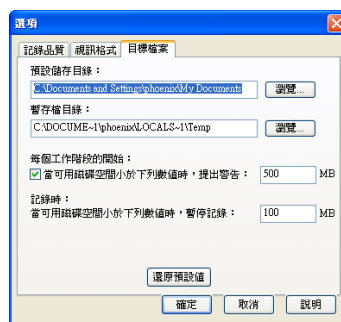 選項
記錄品質 視訊格式 目標檔案
預設儲存目錄：
C:\Documents and Settings\phoenix\My Documents 瀏覽...
暫存檔目錄：
C:\DOCUME~1\phoenix\LOCALS~1\Temp 瀏覽...
每個工作階段的開始：
當可用磁碟空間小於下列數值時，提出警告： 500 MB
記錄時：
當可用磁碟空間小於下列數值時，暫停記錄： 100 MB
還原預設值
確定 取消 説明